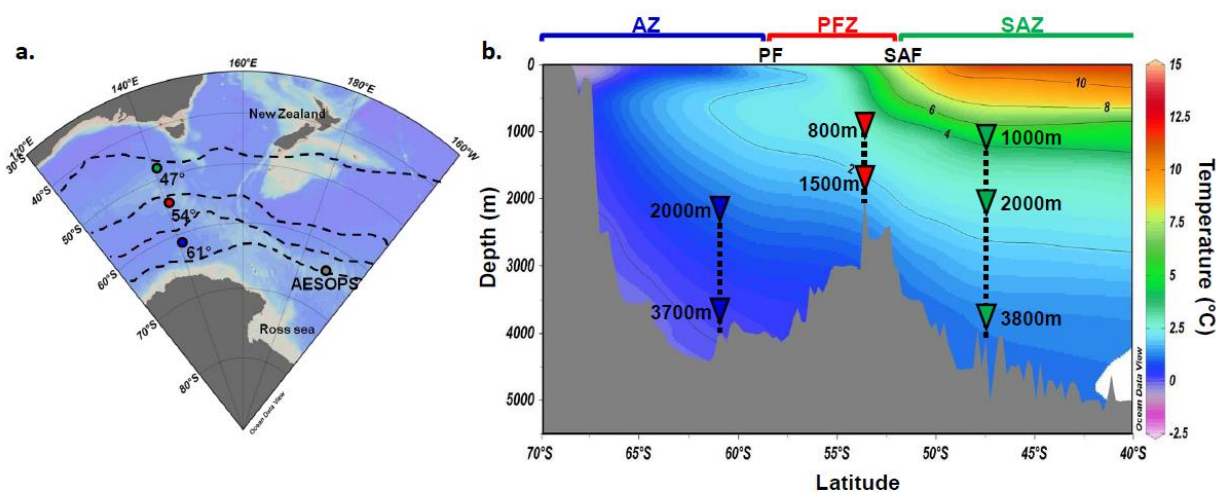 a.
120°E
140°E
160°E
180°E
160°W
30°S
40°S
50°S
60°S
70°S
80°S
New Zealand
47°
54°
61°
AESOPS
Ross sea
Ocean Data View
b.
AZ
PFZ
SAZ
PF
SAF
0
1000
2000
3000
4000
5000
Depth (m)
10
8
6
4
2
800m
1500m
1000m
2000m
3800m
2000m
3700m
70°S
65°S
60°S
55°S
50°S
45°S
40°S
Latitude
Ocean Data View
15
12.5
10
7.5
5
2.5
0
-2.5
Temperature (°C)